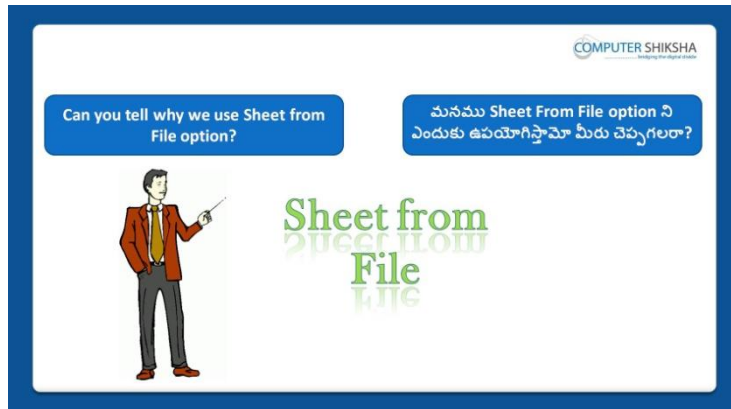 COMPUTER SHIKSHA
bridging the digital divide
Can you tell why we use Sheet from
File option?
మనము Sheet From File option ని
ఎందుకు ఉపయోగిస్తామో మీరు చెప్పగలరా?
Sheet from
File